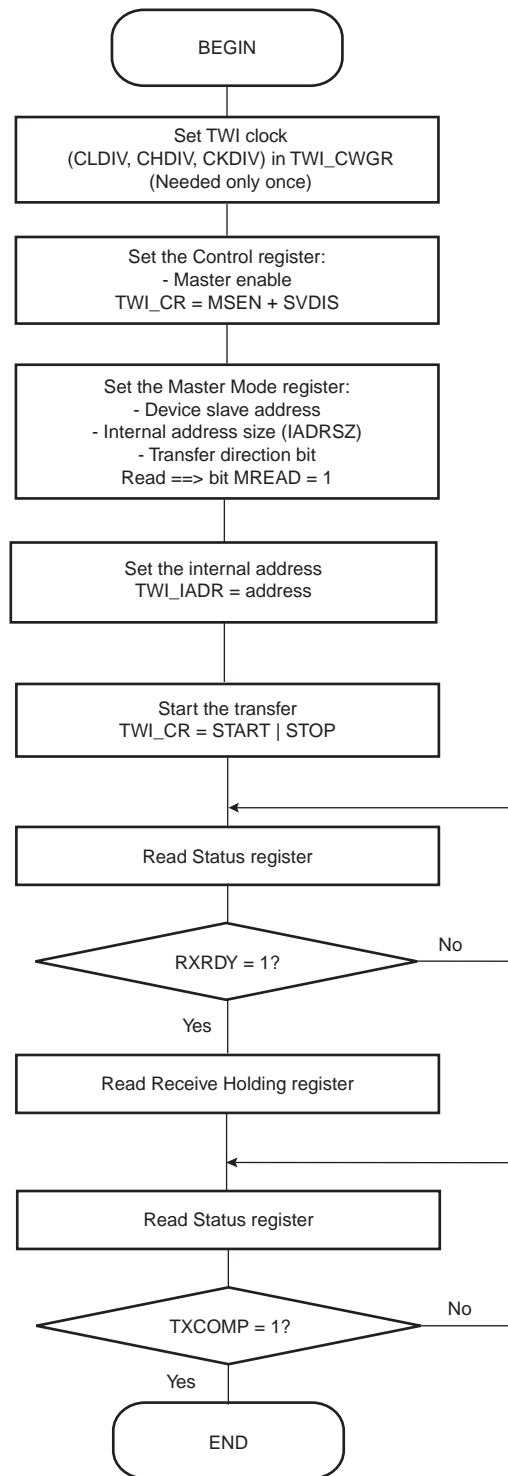 BEGIN
Set TWI clock
(CLDIV, CHDIV, CKDIV) in TWI_CWGR
(Needed only once)
Set the Control register:
- Master enable
TWI_CR = MSEN + SVDIS
Set the Master Mode register:
- Device slave address
- Internal address size (IADRSZ)
- Transfer direction bit
Read ==> bit MREAD = 1
Set the internal address
TWI_IADR = address
Start the transfer
TWI_CR = START | STOP
Read Status register
RXRDY = 1?
No
Yes
Read Receive Holding register
Read Status register
TXCOMP = 1?
No
Yes
END